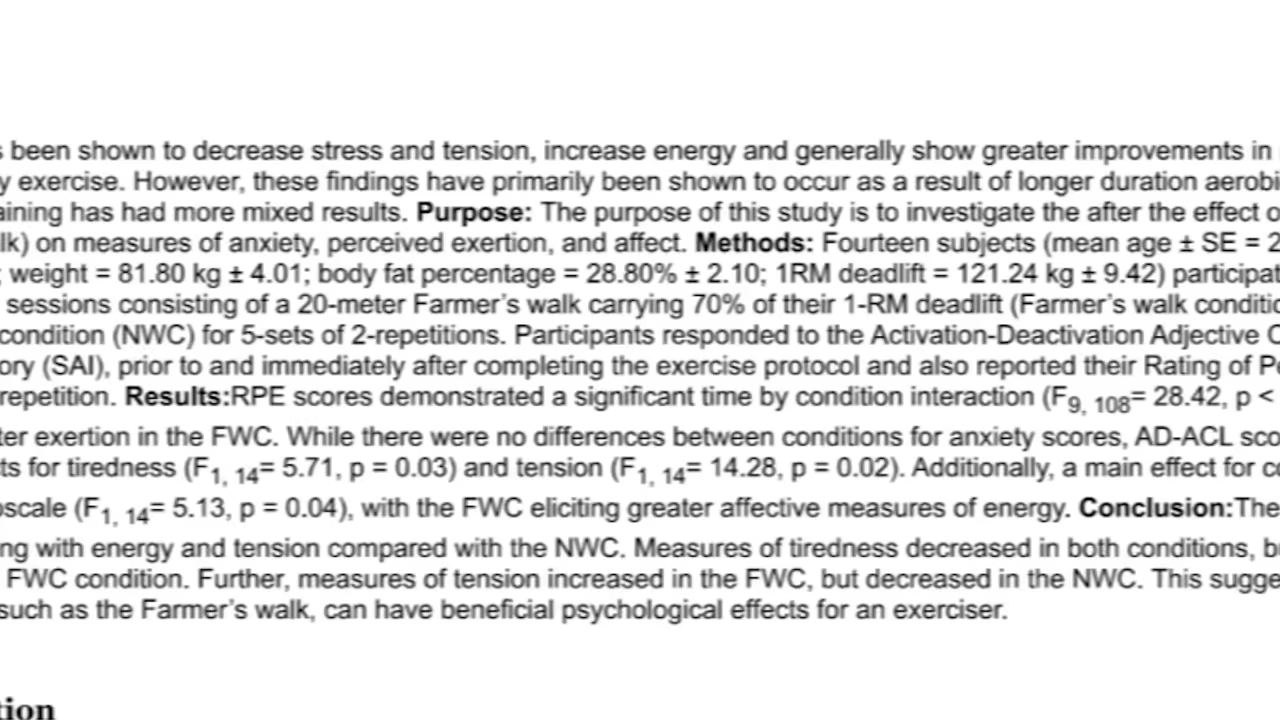 s been shown to decrease stress and tension, increase energy and generally show greater improvements in
y exercise. However, these findings have primarily been shown to occur as a result of longer duration aerobi
aining has had more mixed results. Purpose: The purpose of this study is to investigate the after the effect o
lk) on measures of anxiety, perceived exertion, and affect. Methods: Fourteen subjects (mean age ± SE = 2
; weight = 81.80 kg ± 4.01; body fat percentage = 28.80% ± 2.10; 1RM deadlift = 121.24 kg ± 9.42) participat
sessions consisting of a 20-meter Farmer's walk carrying 70% of their 1-RM deadlift (Farmer's walk conditio
condition (NWC) for 5-sets of 2-repetitions. Participants responded to the Activation-Deactivation Adjective C
ory (SAI), prior to and immediately after completing the exercise protocol and also reported their Rating of Pe
repetition. Results:RPE scores demonstrated a significant time by condition interaction (F9, 108= 28.42, p <
ter exertion in the FWC. While there were no differences between conditions for anxiety scores, AD-ACL sco
ts for tiredness (F1, 14= 5.71, p = 0.03) and tension (F1, 14= 14.28, p = 0.02). Additionally, a main effect for co
oscale (F1, 14= 5.13, p = 0.04), with the FWC eliciting greater affective measures of energy. Conclusion:The
ng with energy and tension compared with the NWC. Measures of tiredness decreased in both conditions, bu
FWC condition. Further, measures of tension increased in the FWC, but decreased in the NWC. This sugge
such as the Farmer's walk, can have beneficial psychological effects for an exerciser.
tion